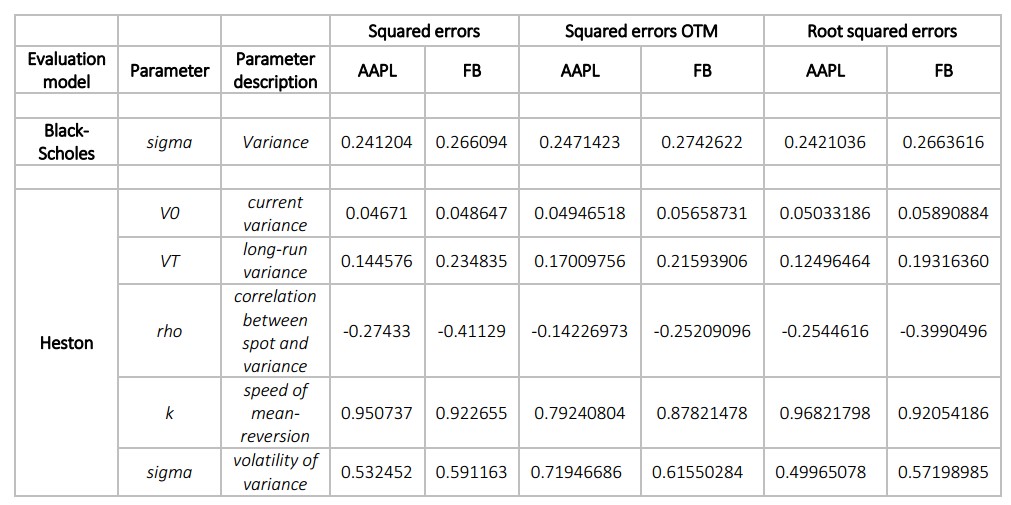 Squared errors Squared errors OTM Root squared errors
Evaluation model Parameter Parameter description AAPL FB AAPL FB AAPL FB
Black-Scholes sigma Variance 0.241204 0.266094 0.2471423 0.2742622 0.2421036 0.2663616
Heston V0 current variance 0.04671 0.048647 0.04946518 0.05658731 0.05033186 0.05890884
VT long-run variance 0.144576 0.234835 0.17009756 0.21593906 0.12496464 0.19316360
rho correlation between spot and variance -0.27433 -0.41129 -0.14226973 -0.25209096 -0.2544616 -0.3990496
k speed of mean-reversion 0.950737 0.922655 0.79240804 0.87821478 0.96821798 0.92054186
sigma volatility of variance 0.532452 0.591163 0.71946686 0.61550284 0.49965078 0.57198985